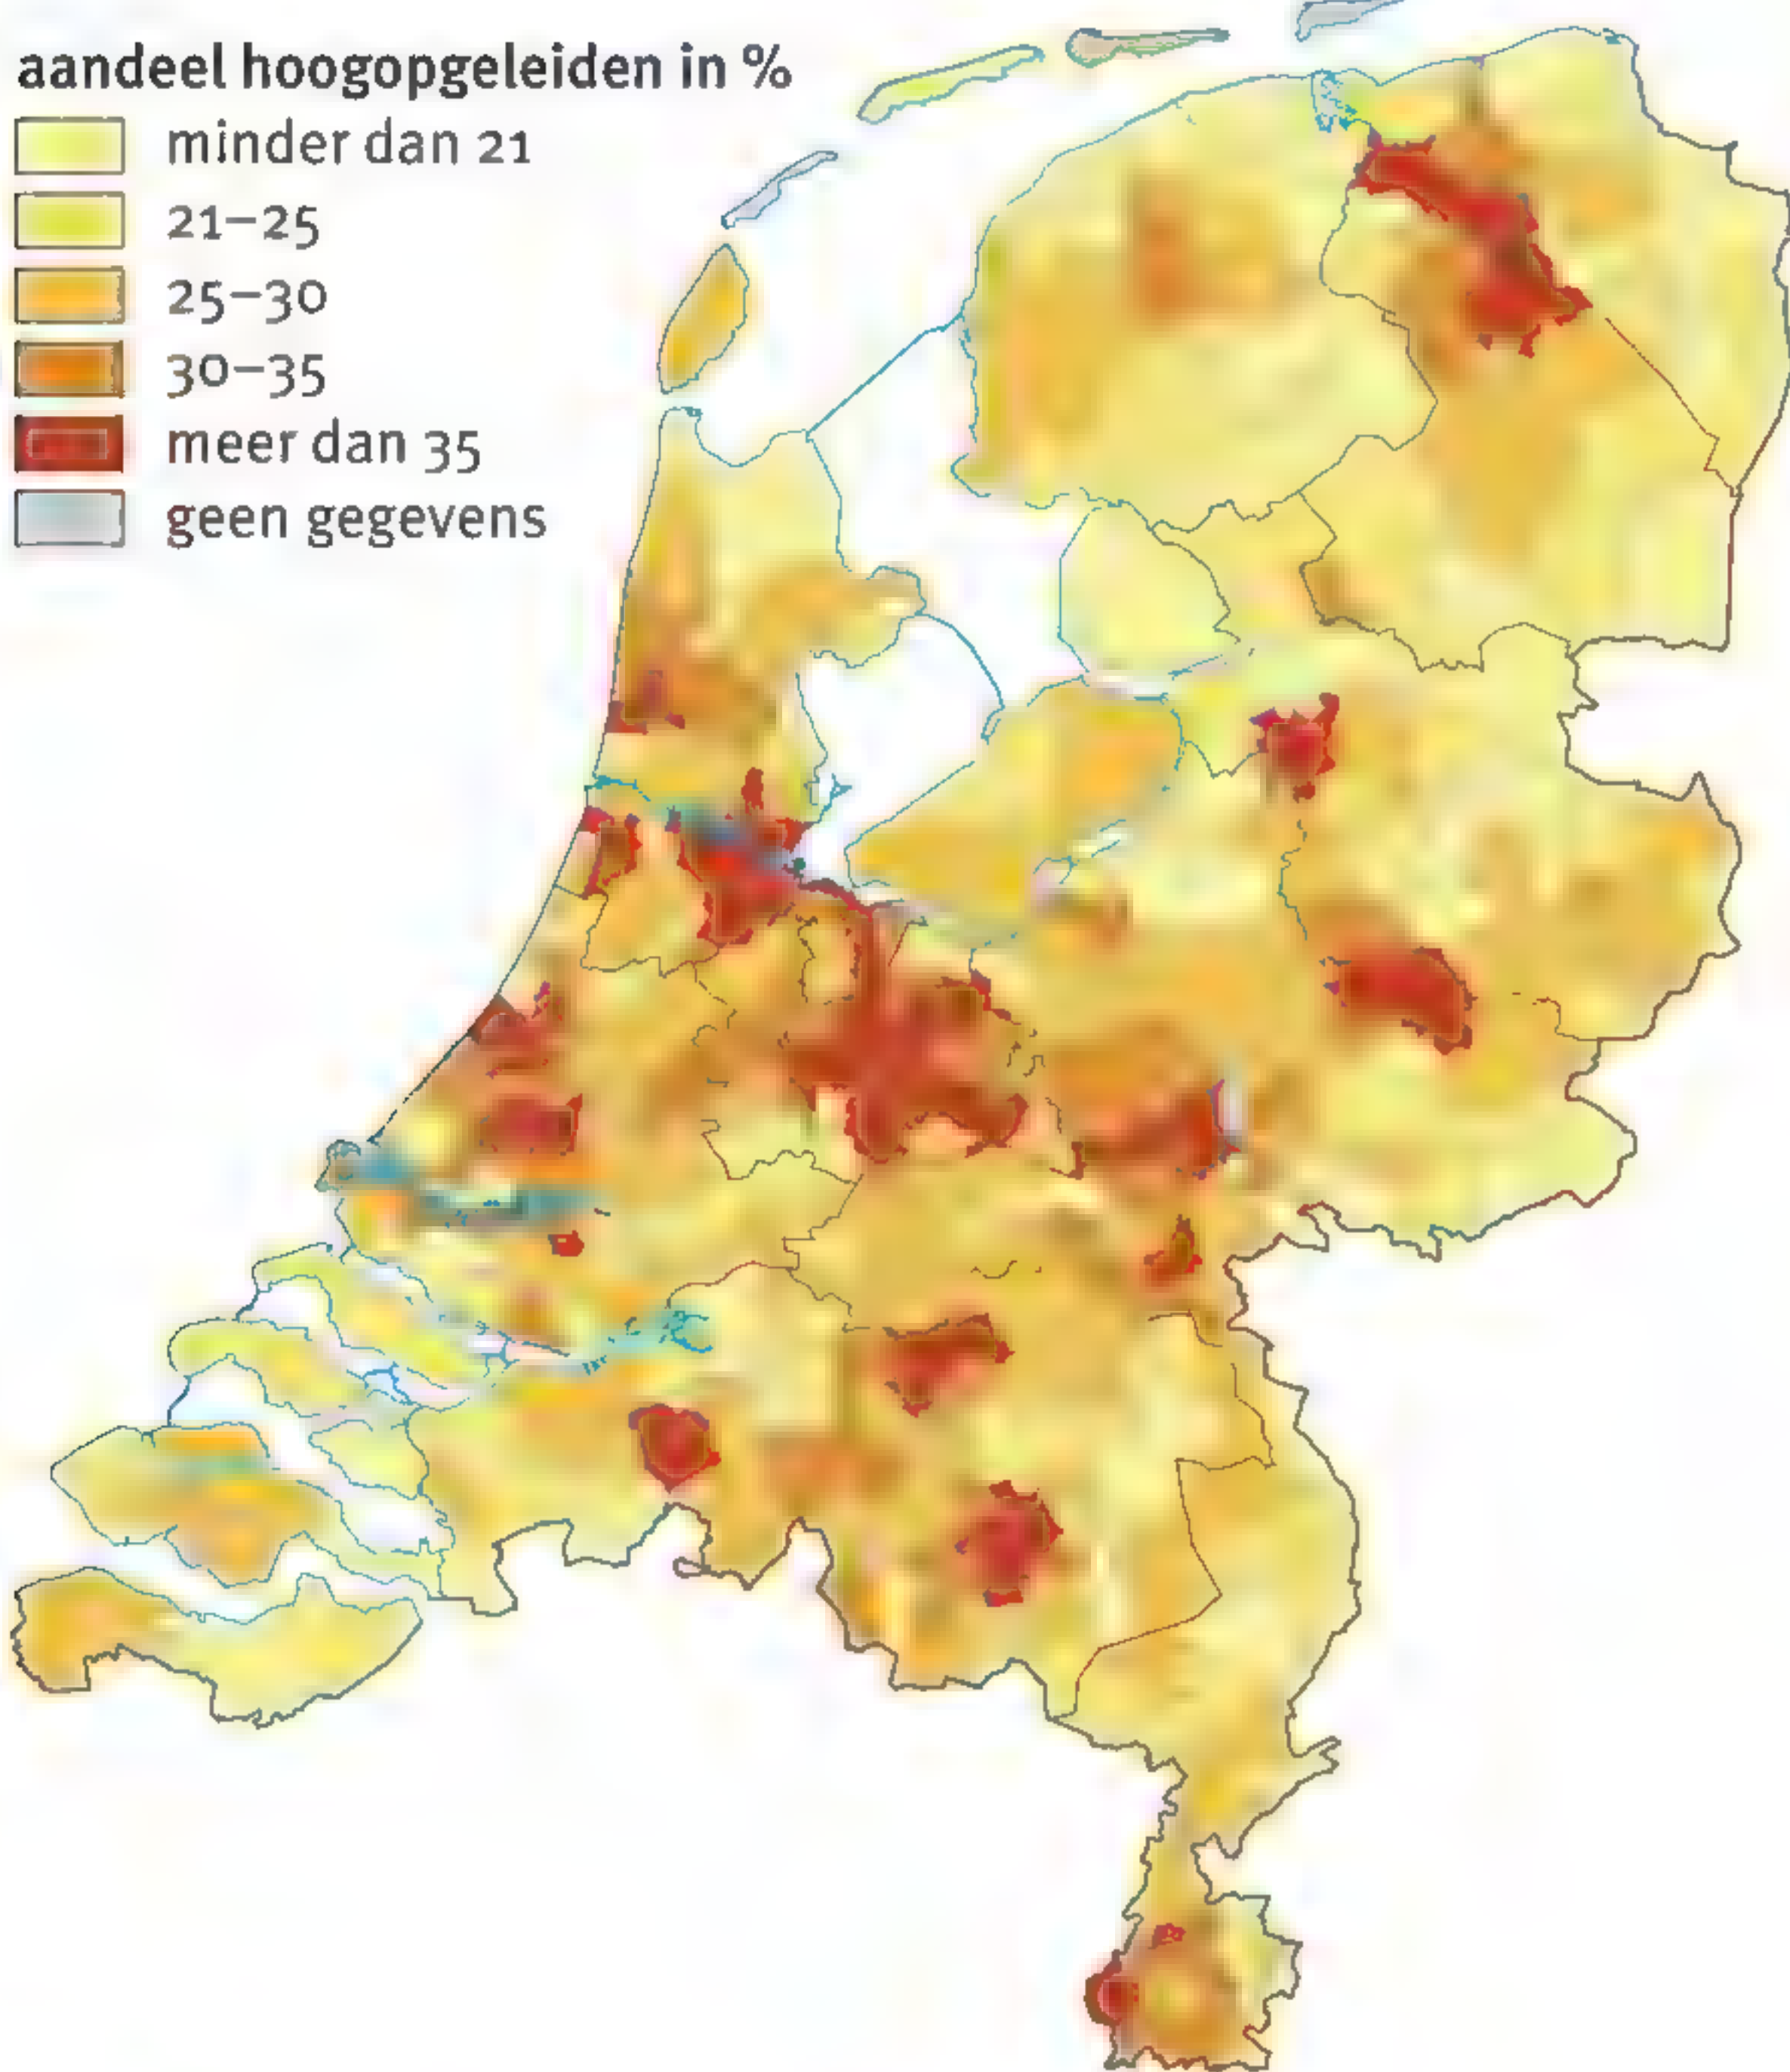 aandeel hoogopgeleiden in %
minder dan 21
21–25
25–30
30–35
meer dan 35
geen gegevens